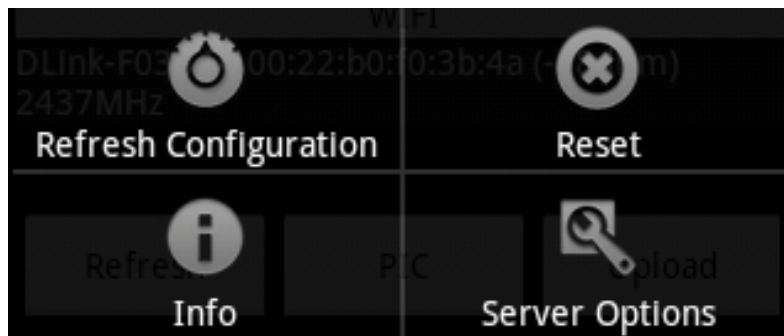 WIFI
DLink-F03 00:22:b0:f0:3b:4a (- m)
2437MHz
Refresh Configuration
Reset
Refresh
PIC
Upload
Info
Server Options